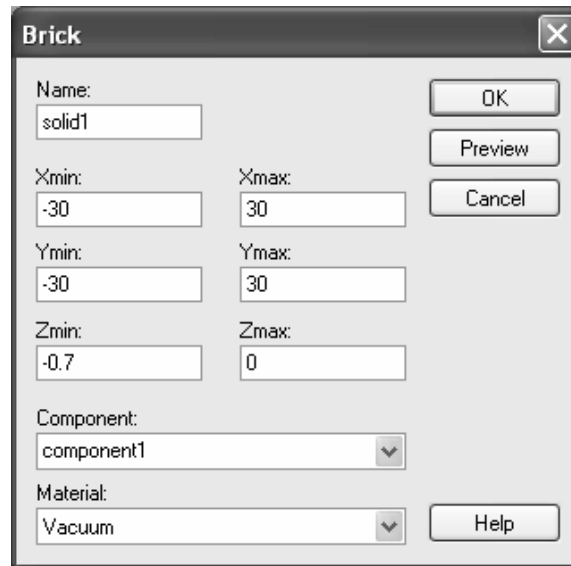 Brick
Name:
OK
solid1
Preview
Xmin:
Xmax:
Cancel
-30
30
Ymin:
Ymax:
-30
30
Zmin:
Zmax:
-0.7
0
Component:
component1
Material:
Vacuum
Help